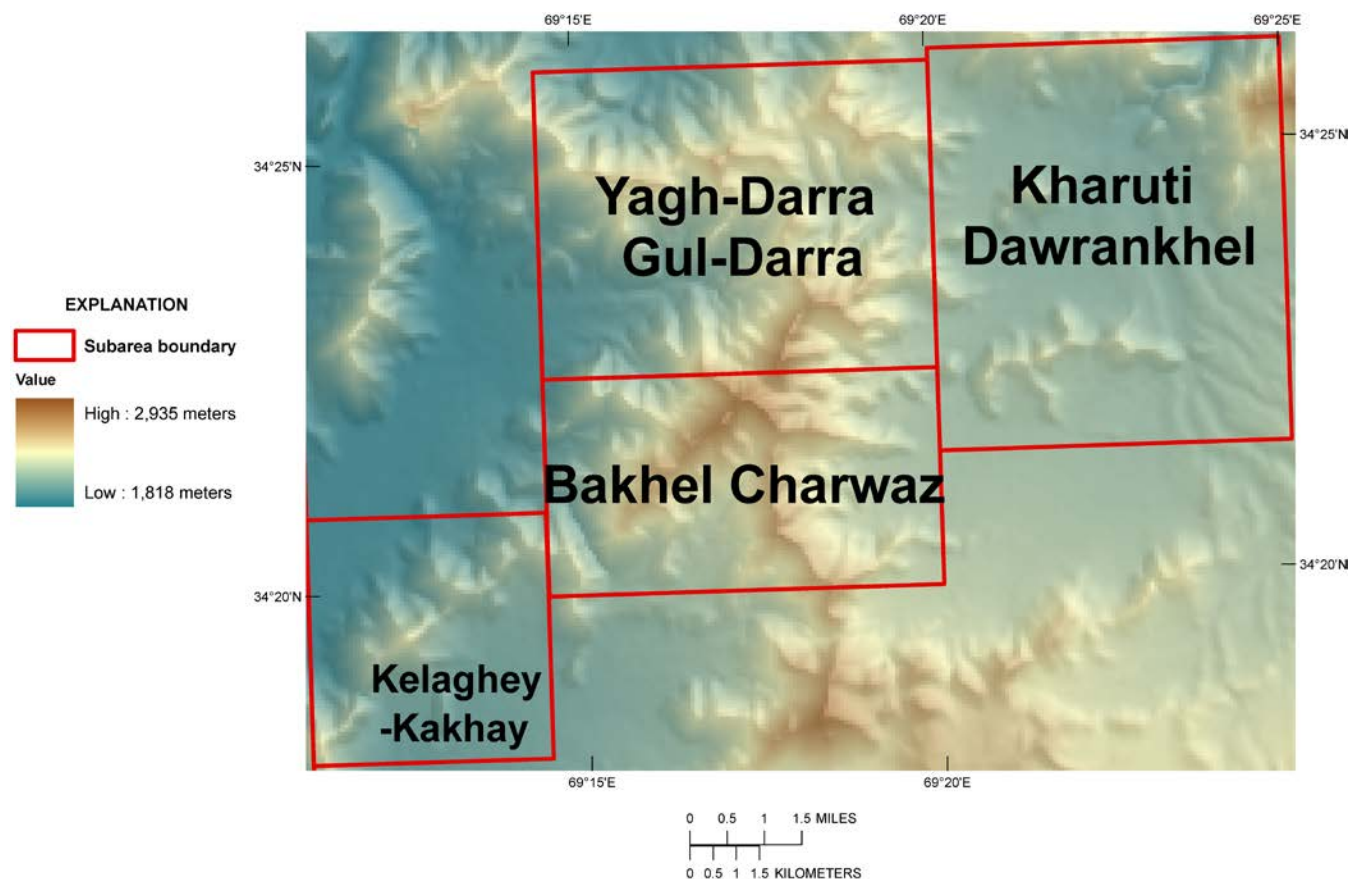 69°15'E
69°20'E
69°25'E
34°25'N
34°25'N
Yagh-Darra
Gul-Darra
Kharuti
Dawrankhel
EXPLANATION
Subarea boundary
Value
High : 2,935 meters
Low : 1,818 meters
Bakhel Charwaz
34°20'N
34°20'N
Kelaghey
-Kakhay
69°15'E
69°20'E
0 0.5 1 1.5 MILES
0 0.5 1 1.5 KILOMETERS